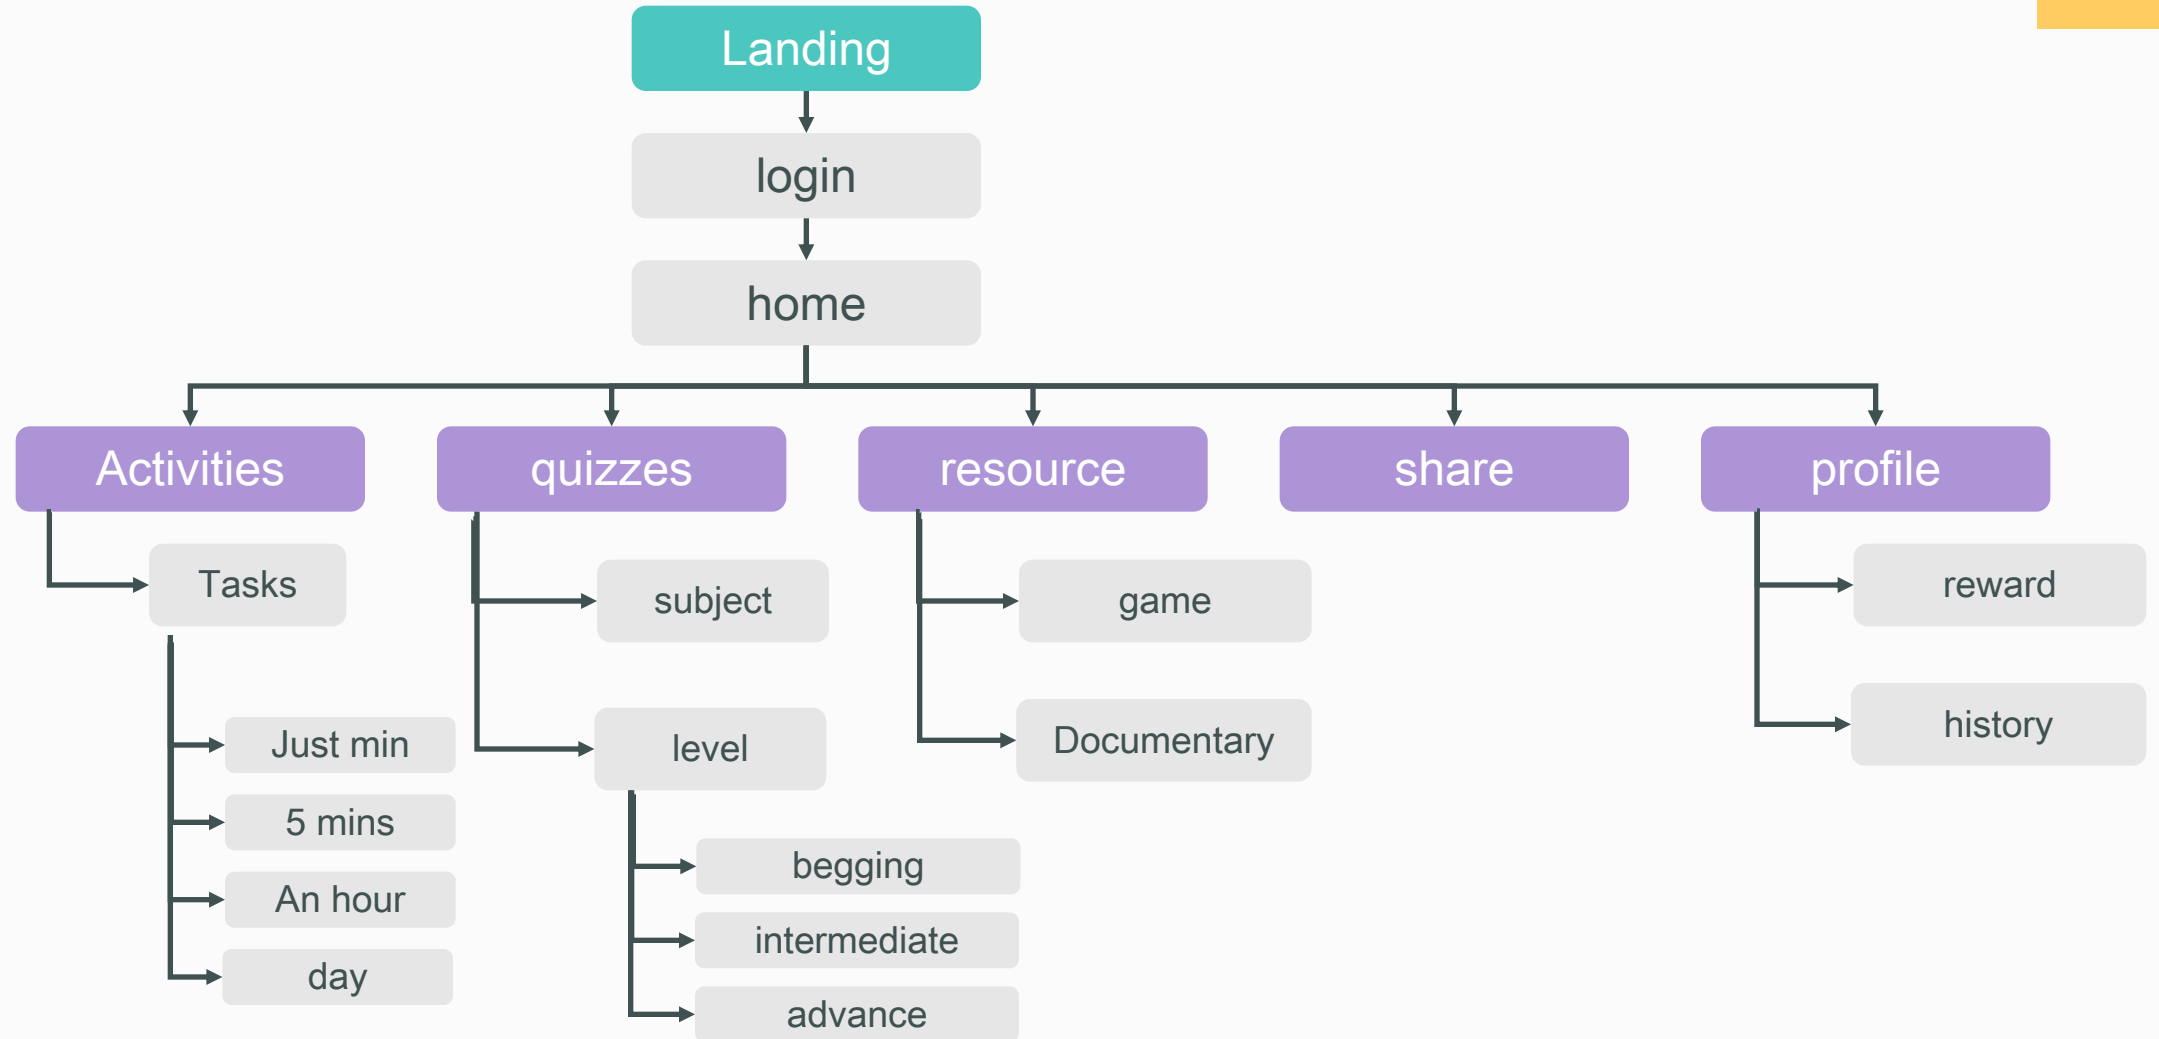 Landing
login
home
Activities
quizzes
resource
share
profile
Tasks
Just min
5 mins
An hour
day
subject
level
begging
intermediate
advance
game
Documentary
reward
history